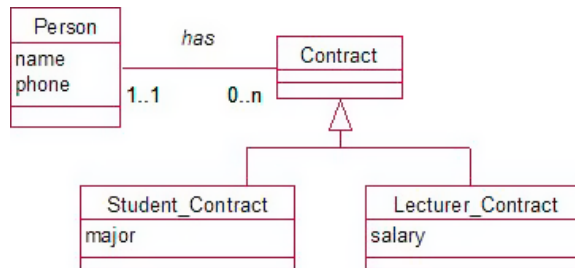 Person
name
phone
has
1..1
0..n
Contract
Student_Contract
major
Lecturer_Contract
salary